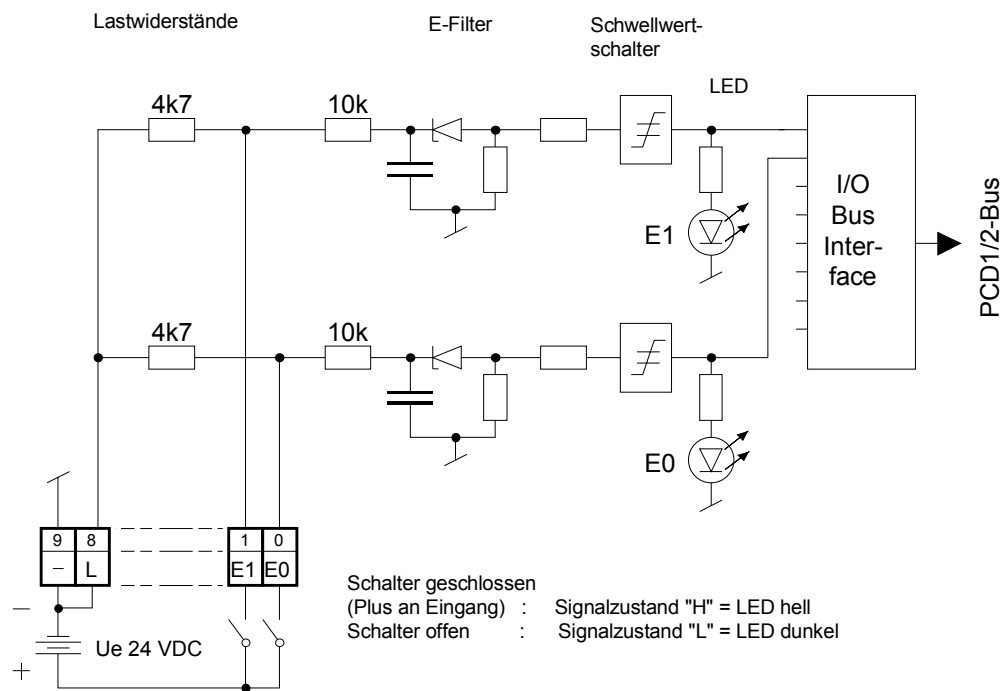 Lastwiderstände
E-Filter
Schwellwert-
schalter
LED
4k7
10k
E1
I/O
Bus
Inter-
face
PCD1/2-Bus
4k7
10k
E0
9 8 1 0
– L E1 E0
–
+
Ue 24 VDC
Schalter geschlossen
(Plus an Eingang) : Signalzustand "H" = LED hell
Schalter offen : Signalzustand "L" = LED dunkel